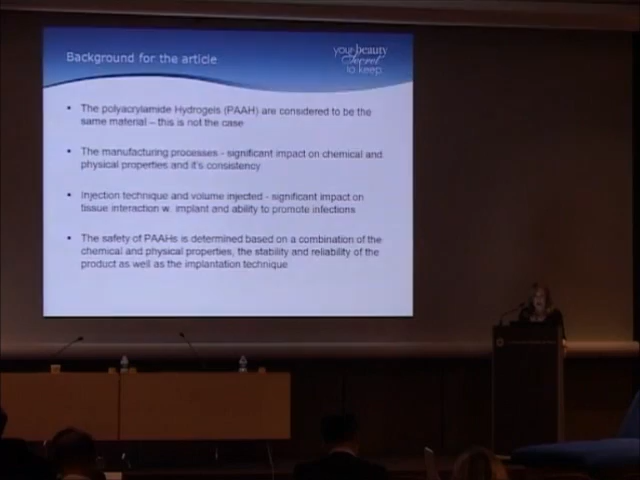 Background for the article
your beauty
Secret
to keep
• The polyacrylamide Hydrogels (PAAH) are considered to be the
same material – this is not the case
• The manufacturing processes - significant impact on chemical and
physical properties and it's consistency
• Injection technique and volume injected - significant impact on
tissue interaction w. implant and ability to promote infections
• The safety of PAAHs is determined based on a combination of the
chemical and physical properties, the stability and reliability of the
product as well as the implantation technique